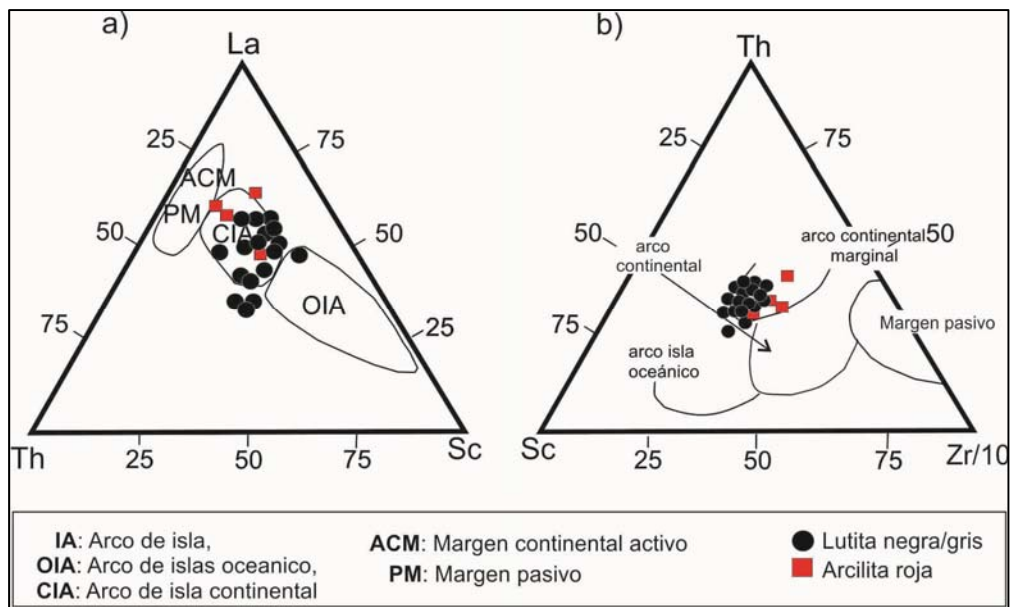 a)
La
25
75
ACM
PM
CIA
50
50
OIA
75
25
Th
25
50
75
Sc
b)
Th
25
75
50
50
arco
continental
arco continental
marginal
arco isla
oceánico
Margen pasivo
Sc
25
50
75
Zr/10
IA: Arco de isla,
OIA: Arco de islas oceanico,
CIA: Arco de isla continental
ACM: Margen continental activo
PM: Margen pasivo
Lutita negra/gris
Arcilita roja